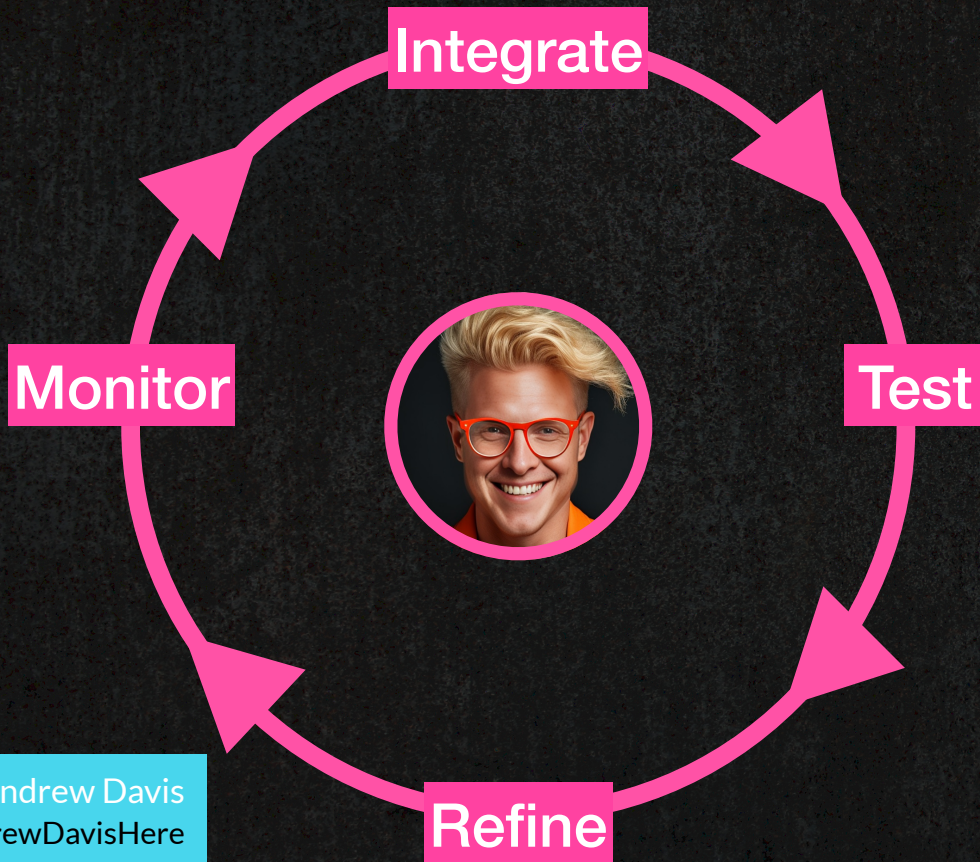 Integrate
Monitor
Test
Refine
ndrew Davis
rewDavisHere